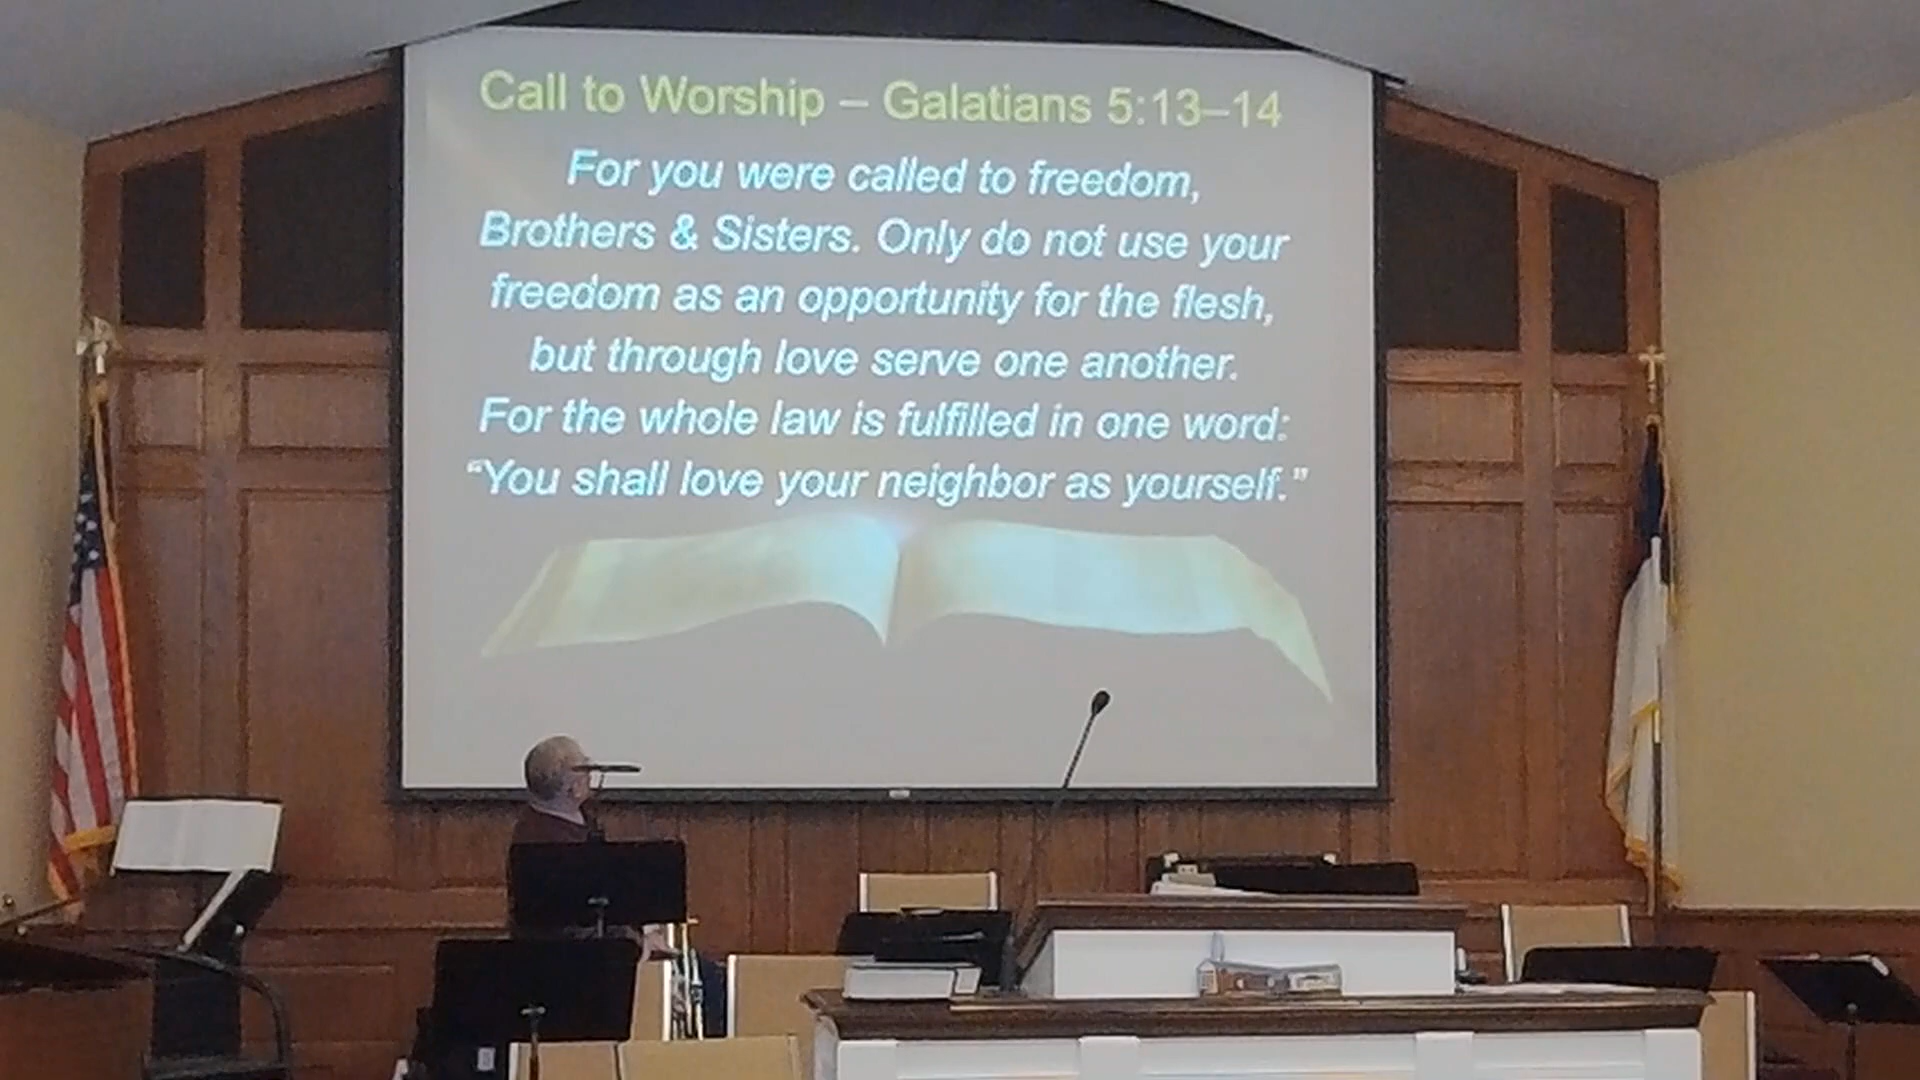 Call to Worship – Galatians 5:13–14
For you were called to freedom,
Brothers & Sisters. Only do not use your
freedom as an opportunity for the flesh,
but through love serve one another.
For the whole law is fulfilled in one word:
“You shall love your neighbor as yourself.”